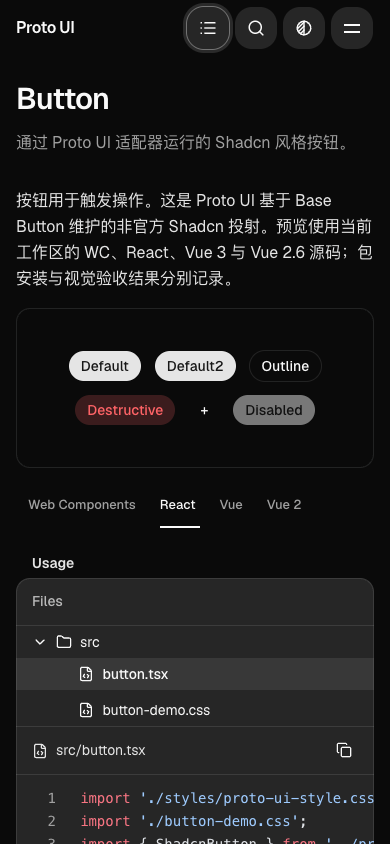 Proto UI
Button
通过 Proto UI 适配器运行的 Shadcn 风格按钮。
按钮用于触发操作。这是 Proto UI 基于 Base
Button 维护的非官方 Shadcn 投射。预览使用当前
工作区的 WC、React、Vue 3 与 Vue 2.6 源码；包
安装与视觉验收结果分别记录。
Default Default2 Outline
Destructive + Disabled
Web Components React Vue Vue 2
Usage
Files
src
button.tsx
button-demo.css
src/button.tsx
1 import './styles/proto-ui-style.css
2 import './button-demo.css';
3 import { ShadcnButton } from './pr